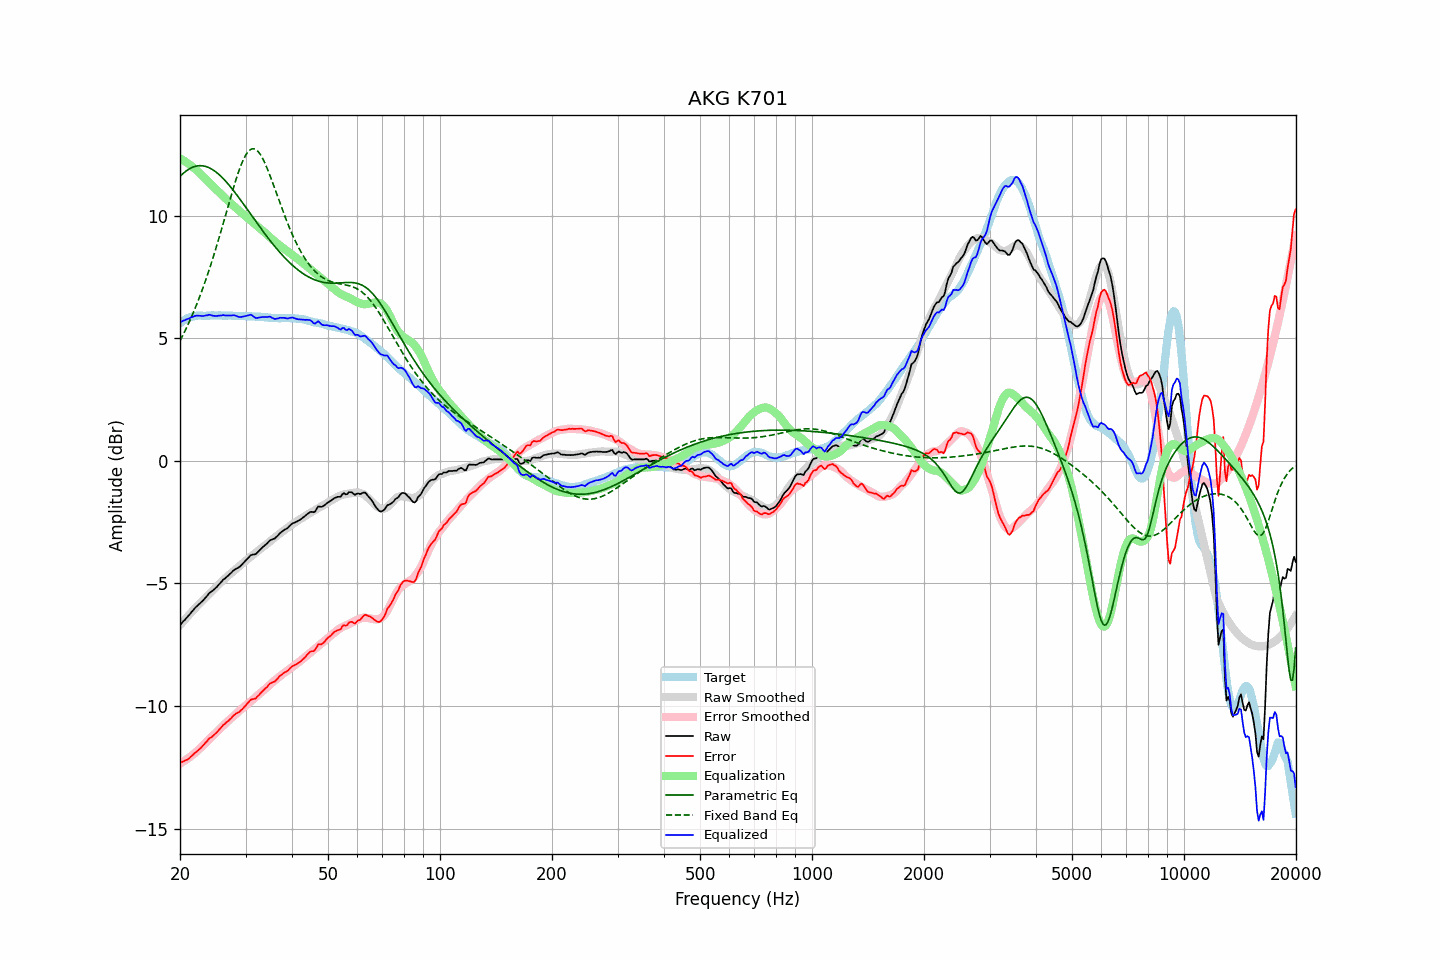 AKG K701
Amplitude (dBr)
10
5
0
−5
−10
−15
Target
Raw Smoothed
Error Smoothed
Raw
Error
Equalization
Parametric Eq
Fixed Band Eq
Equalized
20 50 100 200 500 1000 2000 5000 10000 20000
Frequency (Hz)